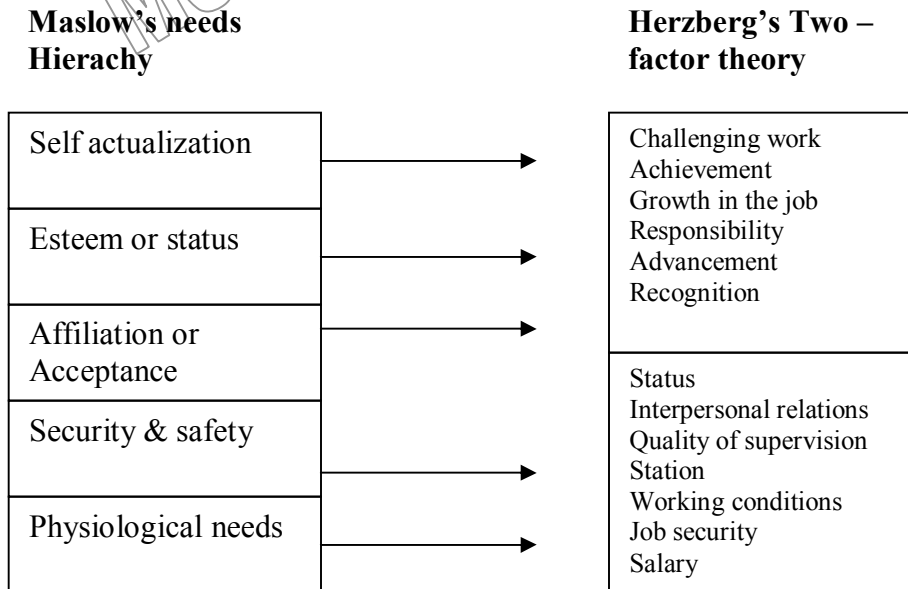 Maslow's needs
Hierachy
Self actualization
Esteem or status
Affiliation or
Acceptance
Security & safety
Physiological needs
Herzberg's Two –
factor theory
Challenging work
Achievement
Growth in the job
Responsibility
Advancement
Recognition
Status
Interpersonal relations
Quality of supervision
Station
Working conditions
Job security
Salary